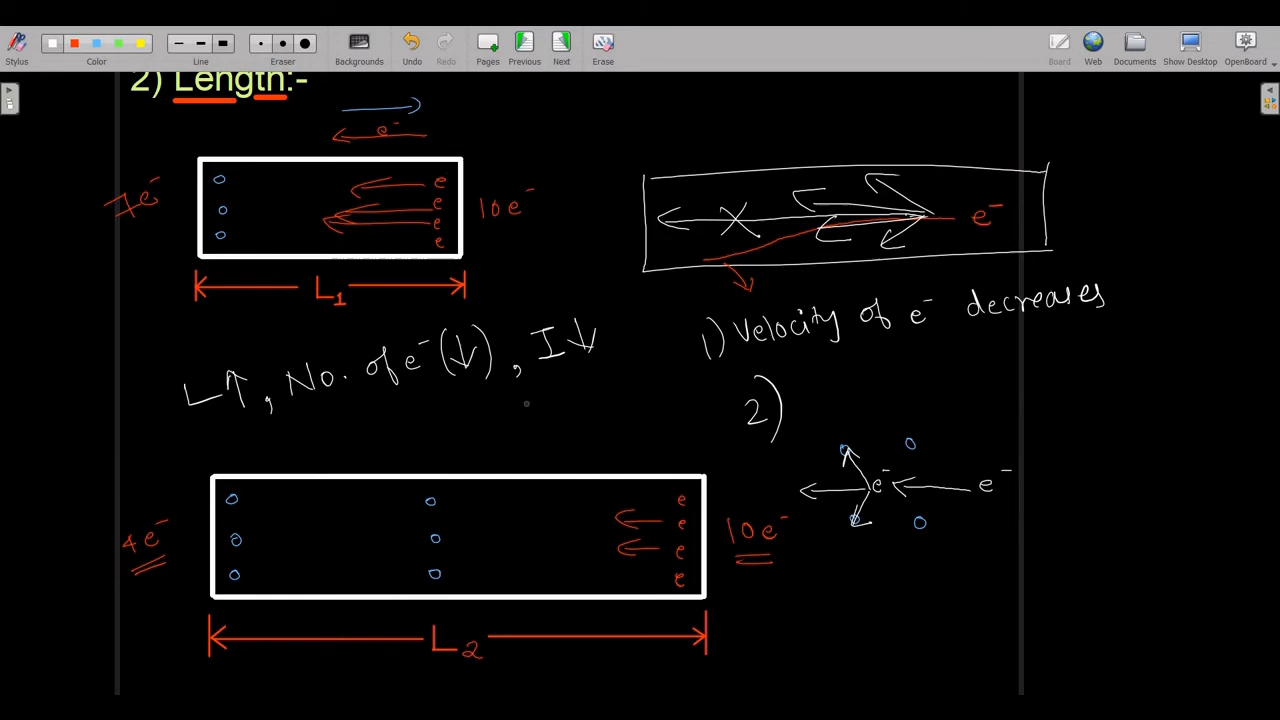 Stylus
Color
Line
Eraser
Backgrounds
Undo
Redo
Pages
Previous
Next
Erase
Board
Web
Documents
Show Desktop
OpenBoard
2) Length:-
e⁻
7e⁻
e
e
e
e
10e⁻
L₁
e⁻
1) Velocity of e⁻ decreases
L↑, No. of e⁻(↓), I↓
2)
e⁻
e⁻
4e⁻
e
e
e
e
10e⁻
L₂